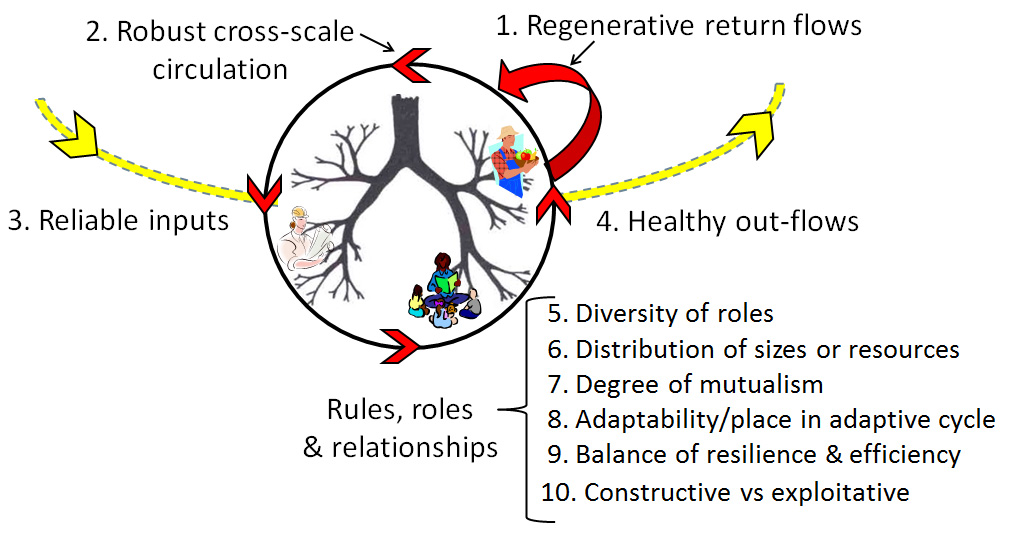 2. Robust cross-scale
circulation
1. Regenerative return flows
3. Reliable inputs
4. Healthy out-flows
Rules, roles
& relationships
5. Diversity of roles
6. Distribution of sizes or resources
7. Degree of mutualism
8. Adaptability/place in adaptive cycle
9. Balance of resilience & efficiency
10. Constructive vs exploitative